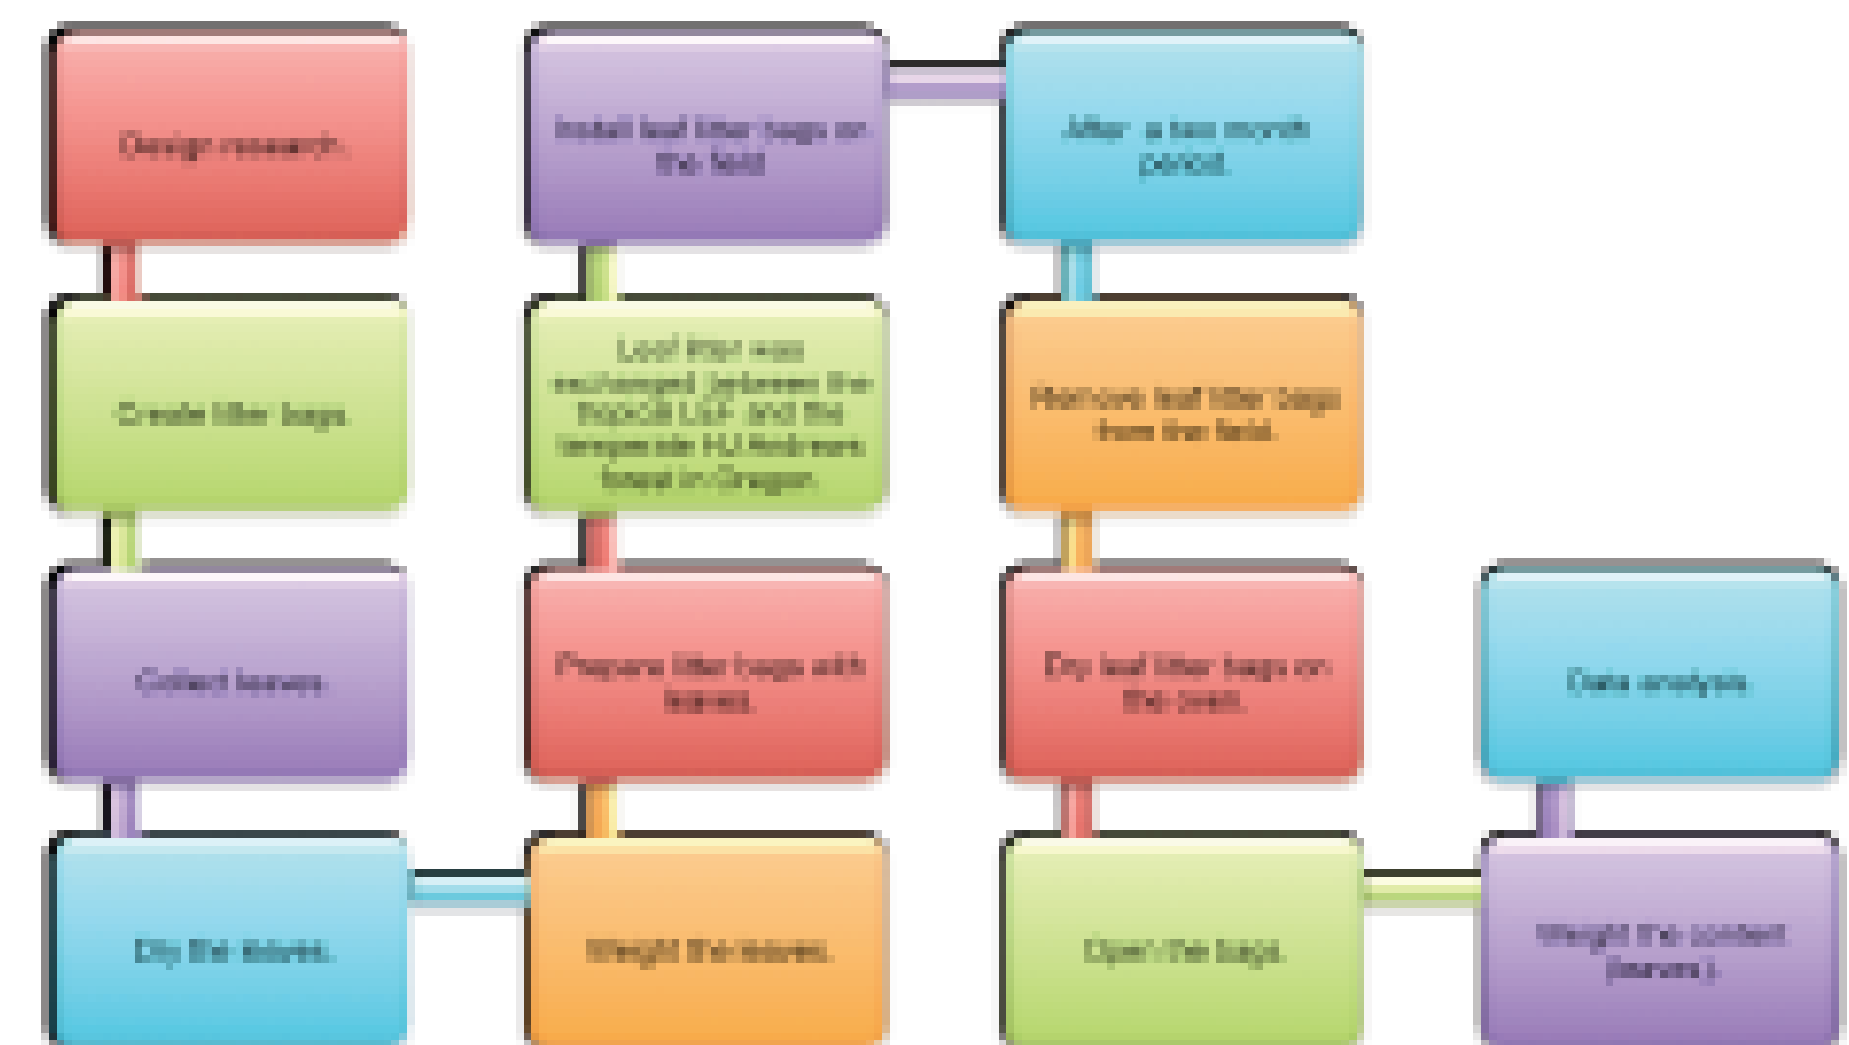 Design research.
Create litter bags.
Collect leaves.
Dry the leaves.
Weight the leaves.
Prepare litter bags with
leaves.
Leaf litter was
exchanged between the
tropical LEF and the
temperate HJ Andrews
forest in Oregon.
Install leaf litter bags on
the field
After a two month
period.
Remove leaf litter bags
from the field.
Dry leaf litter bags on
the oven.
Open the bags.
Weight the content
(leaves).
Data analysis.